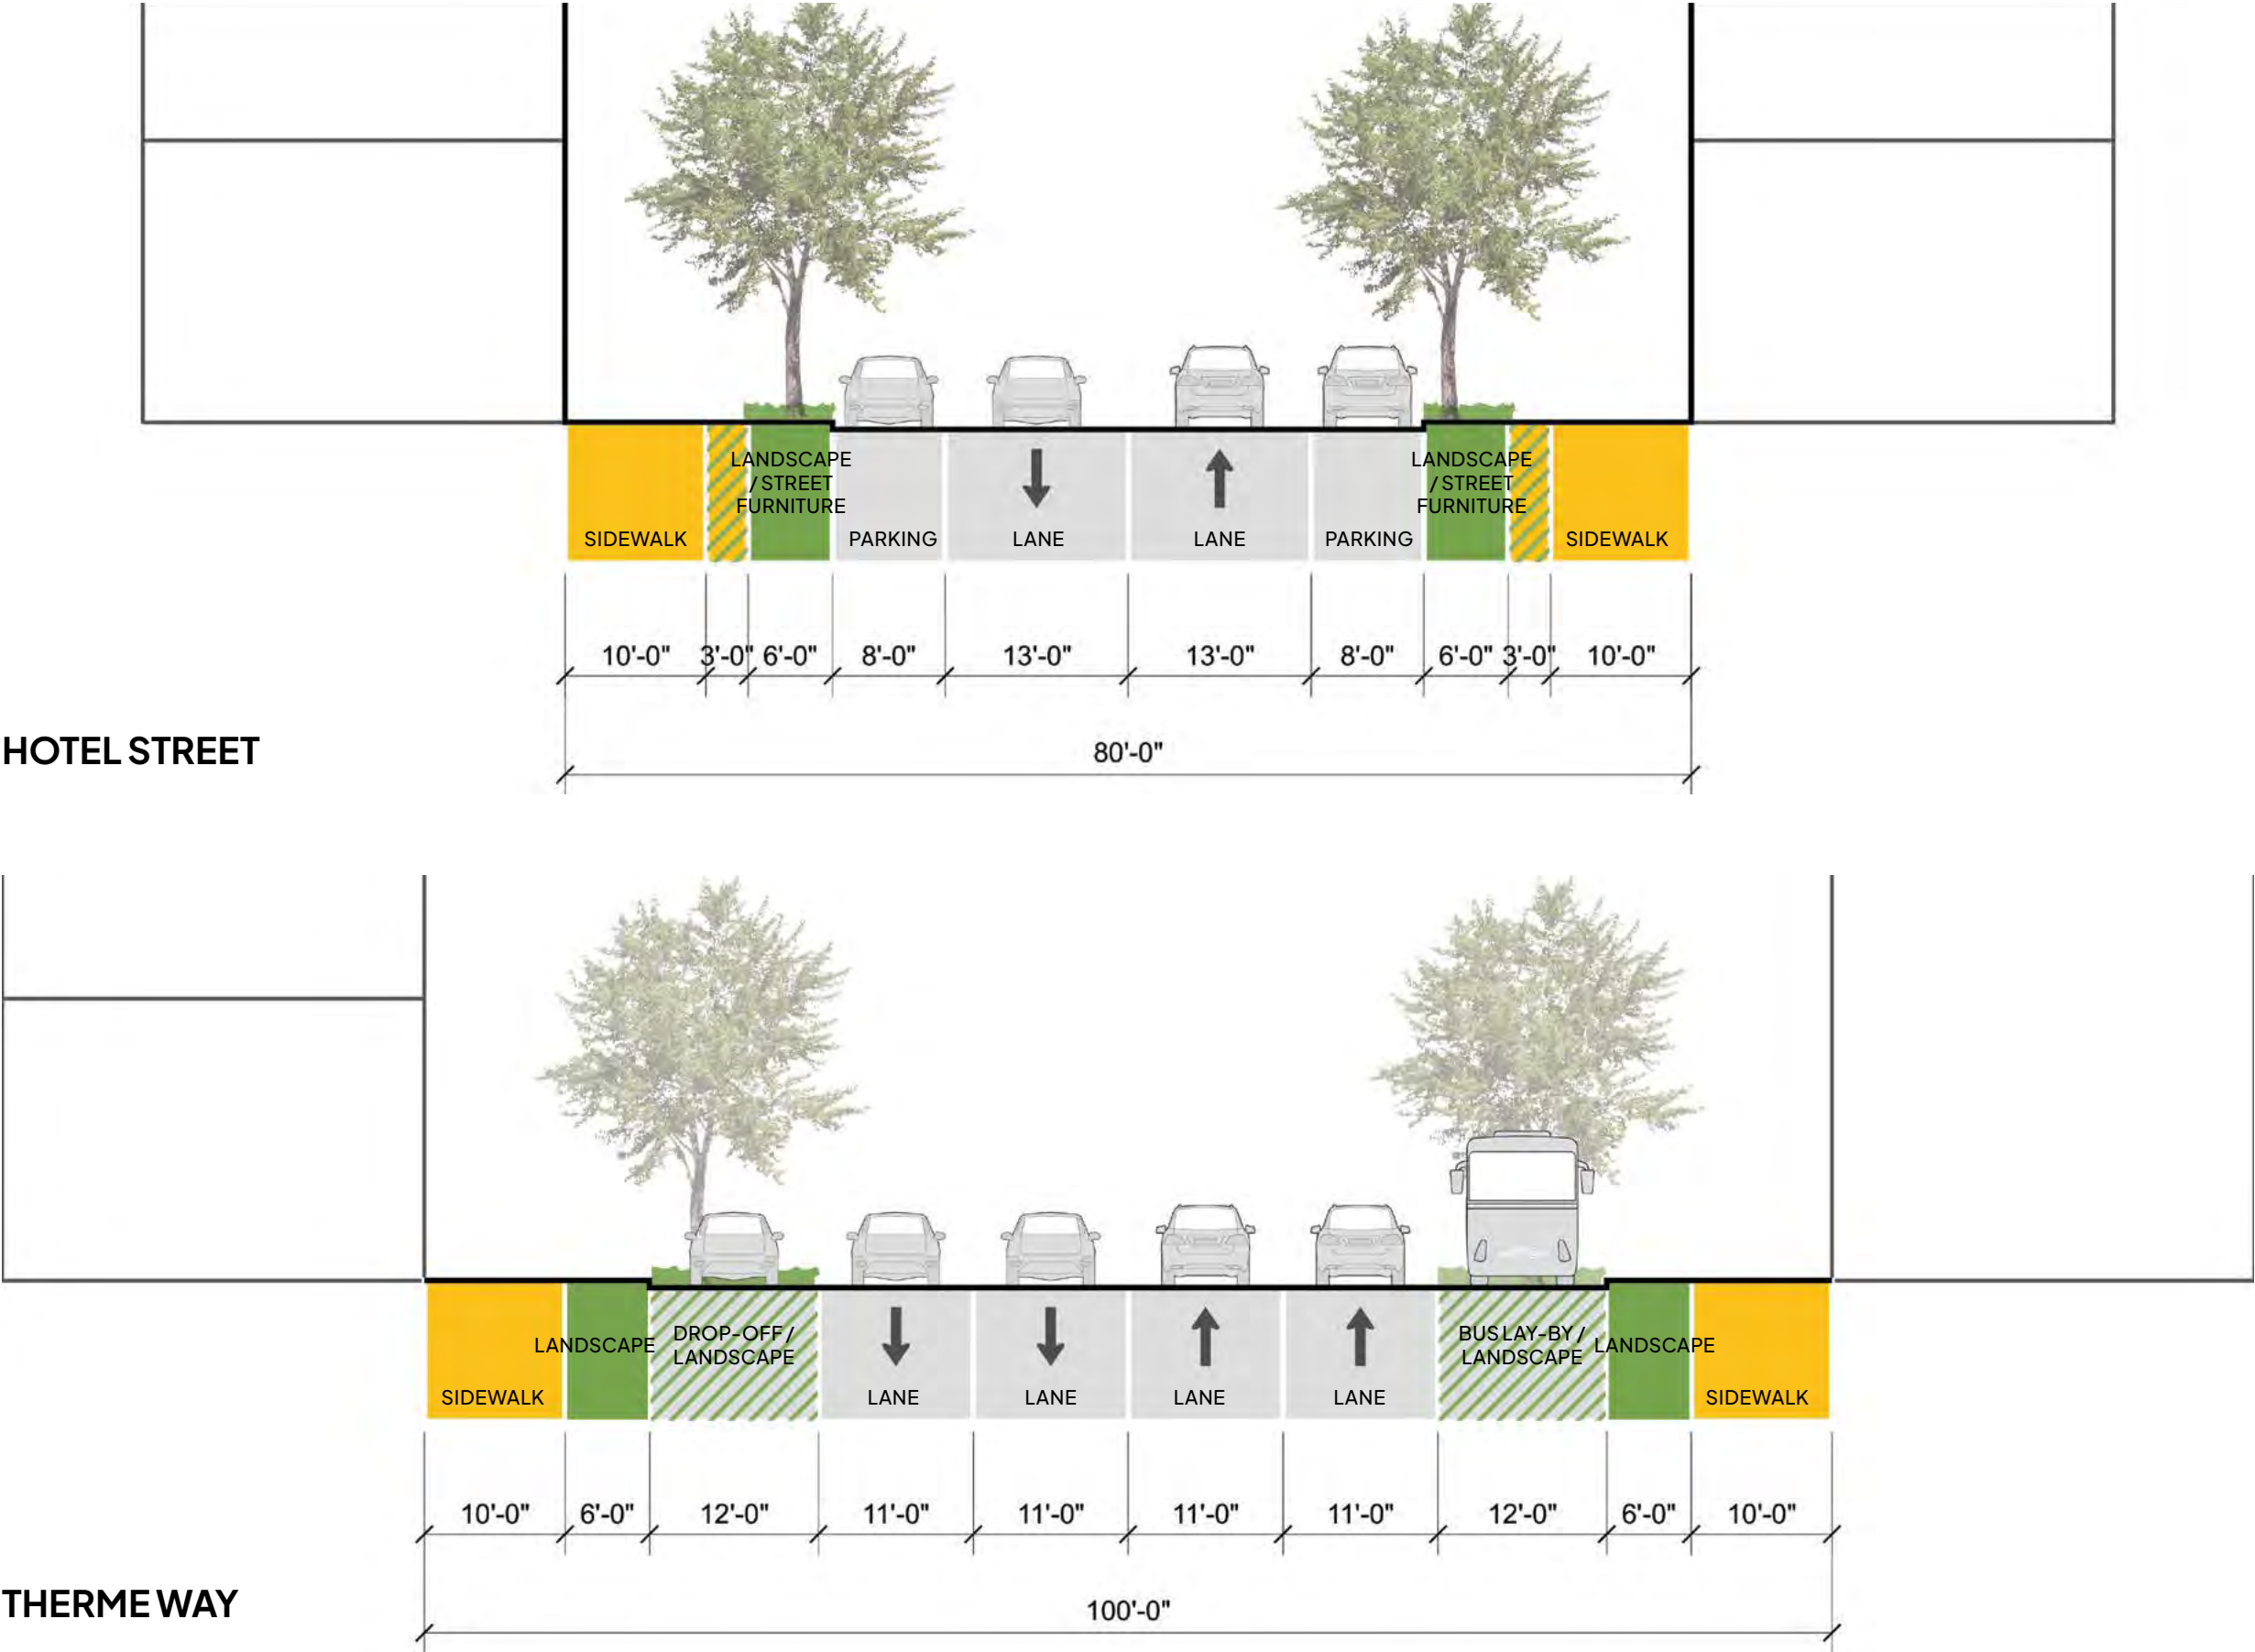 LANDSCAPE
/ STREET
FURNITURE
LANDSCAPE
/ STREET
FURNITURE
SIDEWALK
PARKING
LANE
LANE
PARKING
SIDEWALK
10'-0"
3'-0"
6'-0"
8'-0"
13'-0"
13'-0"
8'-0"
6'-0"
3'-0"
10'-0"
HOTEL STREET
80'-0"
LANDSCAPE
DROP-OFF /
LANDSCAPE
BUS LAY-BY /
LANDSCAPE
LANDSCAPE
SIDEWALK
LANE
LANE
LANE
LANE
SIDEWALK
10'-0"
6'-0"
12'-0"
11'-0"
11'-0"
11'-0"
11'-0"
12'-0"
6'-0"
10'-0"
THERME WAY
100'-0"